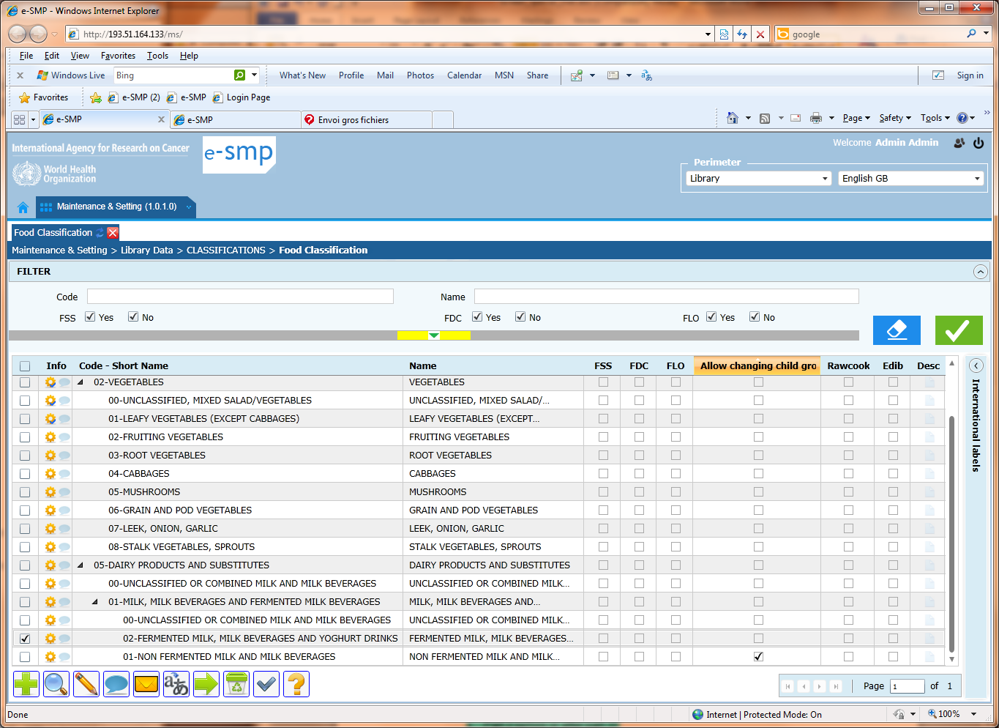 e-SMP - Windows Internet Explorer
http://193.51.164.133/ms/
google
File Edit View Favorites Tools Help
Windows Live Bing What's New Profile Mail Photos Calendar MSN Share Sign in
Favorites e-SMP (2) e-SMP Login Page
e-SMP e-SMP Envoi gros fichiers Page Safety Tools
International Agency for Research on Cancer
World Health
Organization
e-smp
Welcome Admin Admin
Perimeter
Library English GB
Maintenance & Setting (1.0.1.0)
Food Classification
Maintenance & Setting > Library Data > CLASSIFICATIONS > Food Classification
FILTER
Code Name
FSS Yes No FDC Yes No FLO Yes No
Info Code - Short Name Name FSS FDC FLO Allow changing child gro Rawcook Edib Desc
02-VEGETABLES VEGETABLES
00-UNCLASSIFIED, MIXED SALAD/VEGETABLES UNCLASSIFIED, MIXED SALAD/...
01-LEAFY VEGETABLES (EXCEPT CABBAGES) LEAFY VEGETABLES (EXCEPT...
02-FRUITING VEGETABLES FRUITING VEGETABLES
03-ROOT VEGETABLES ROOT VEGETABLES
04-CABBAGES CABBAGES
05-MUSHROOMS MUSHROOMS
06-GRAIN AND POD VEGETABLES GRAIN AND POD VEGETABLES
07-LEEK, ONION, GARLIC LEEK, ONION, GARLIC
08-STALK VEGETABLES, SPROUTS STALK VEGETABLES, SPROUTS
05-DAIRY PRODUCTS AND SUBSTITUTES DAIRY PRODUCTS AND SUBSTITUTES
00-UNCLASSIFIED OR COMBINED MILK AND MILK BEVERAGES UNCLASSIFIED OR COMBINED MILK...
01-MILK, MILK BEVERAGES AND FERMENTED MILK BEVERAGES MILK, MILK BEVERAGES AND...
00-UNCLASSIFIED OR COMBINED MILK AND MILK BEVERAGES UNCLASSIFIED OR COMBINED MILK...
02-FERMENTED MILK, MILK BEVERAGES AND YOGHURT DRINKS FERMENTED MILK, MILK BEVERAGES...
01-NON FERMENTED MILK AND MILK BEVERAGES NON FERMENTED MILK AND MILK...
International labels
Page 1 of 1
Done Internet | Protected Mode: On 100%